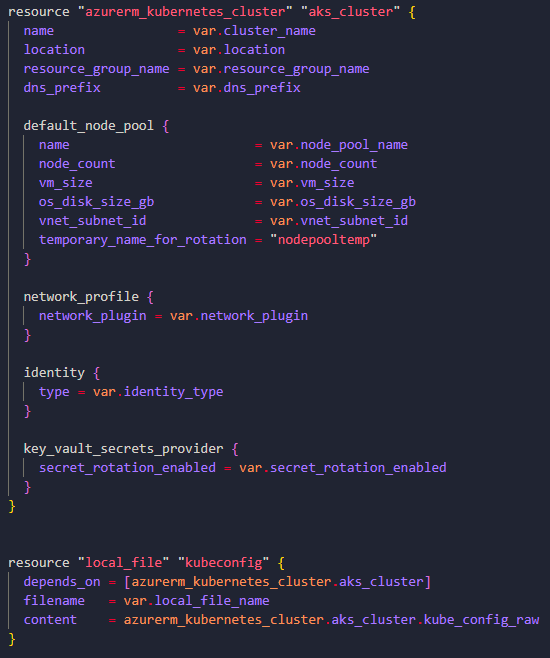 resource "azurerm_kubernetes_cluster" "aks_cluster" {
  name                = var.cluster_name
  location            = var.location
  resource_group_name = var.resource_group_name
  dns_prefix          = var.dns_prefix

  default_node_pool {
    name                        = var.node_pool_name
    node_count                  = var.node_count
    vm_size                     = var.vm_size
    os_disk_size_gb             = var.os_disk_size_gb
    vnet_subnet_id              = var.vnet_subnet_id
    temporary_name_for_rotation = "nodepooltemp"
  }

  network_profile {
    network_plugin = var.network_plugin
  }

  identity {
    type = var.identity_type
  }

  key_vault_secrets_provider {
    secret_rotation_enabled = var.secret_rotation_enabled
  }
}


resource "local_file" "kubeconfig" {
  depends_on = [azurerm_kubernetes_cluster.aks_cluster]
  filename   = var.local_file_name
  content    = azurerm_kubernetes_cluster.aks_cluster.kube_config_raw
}